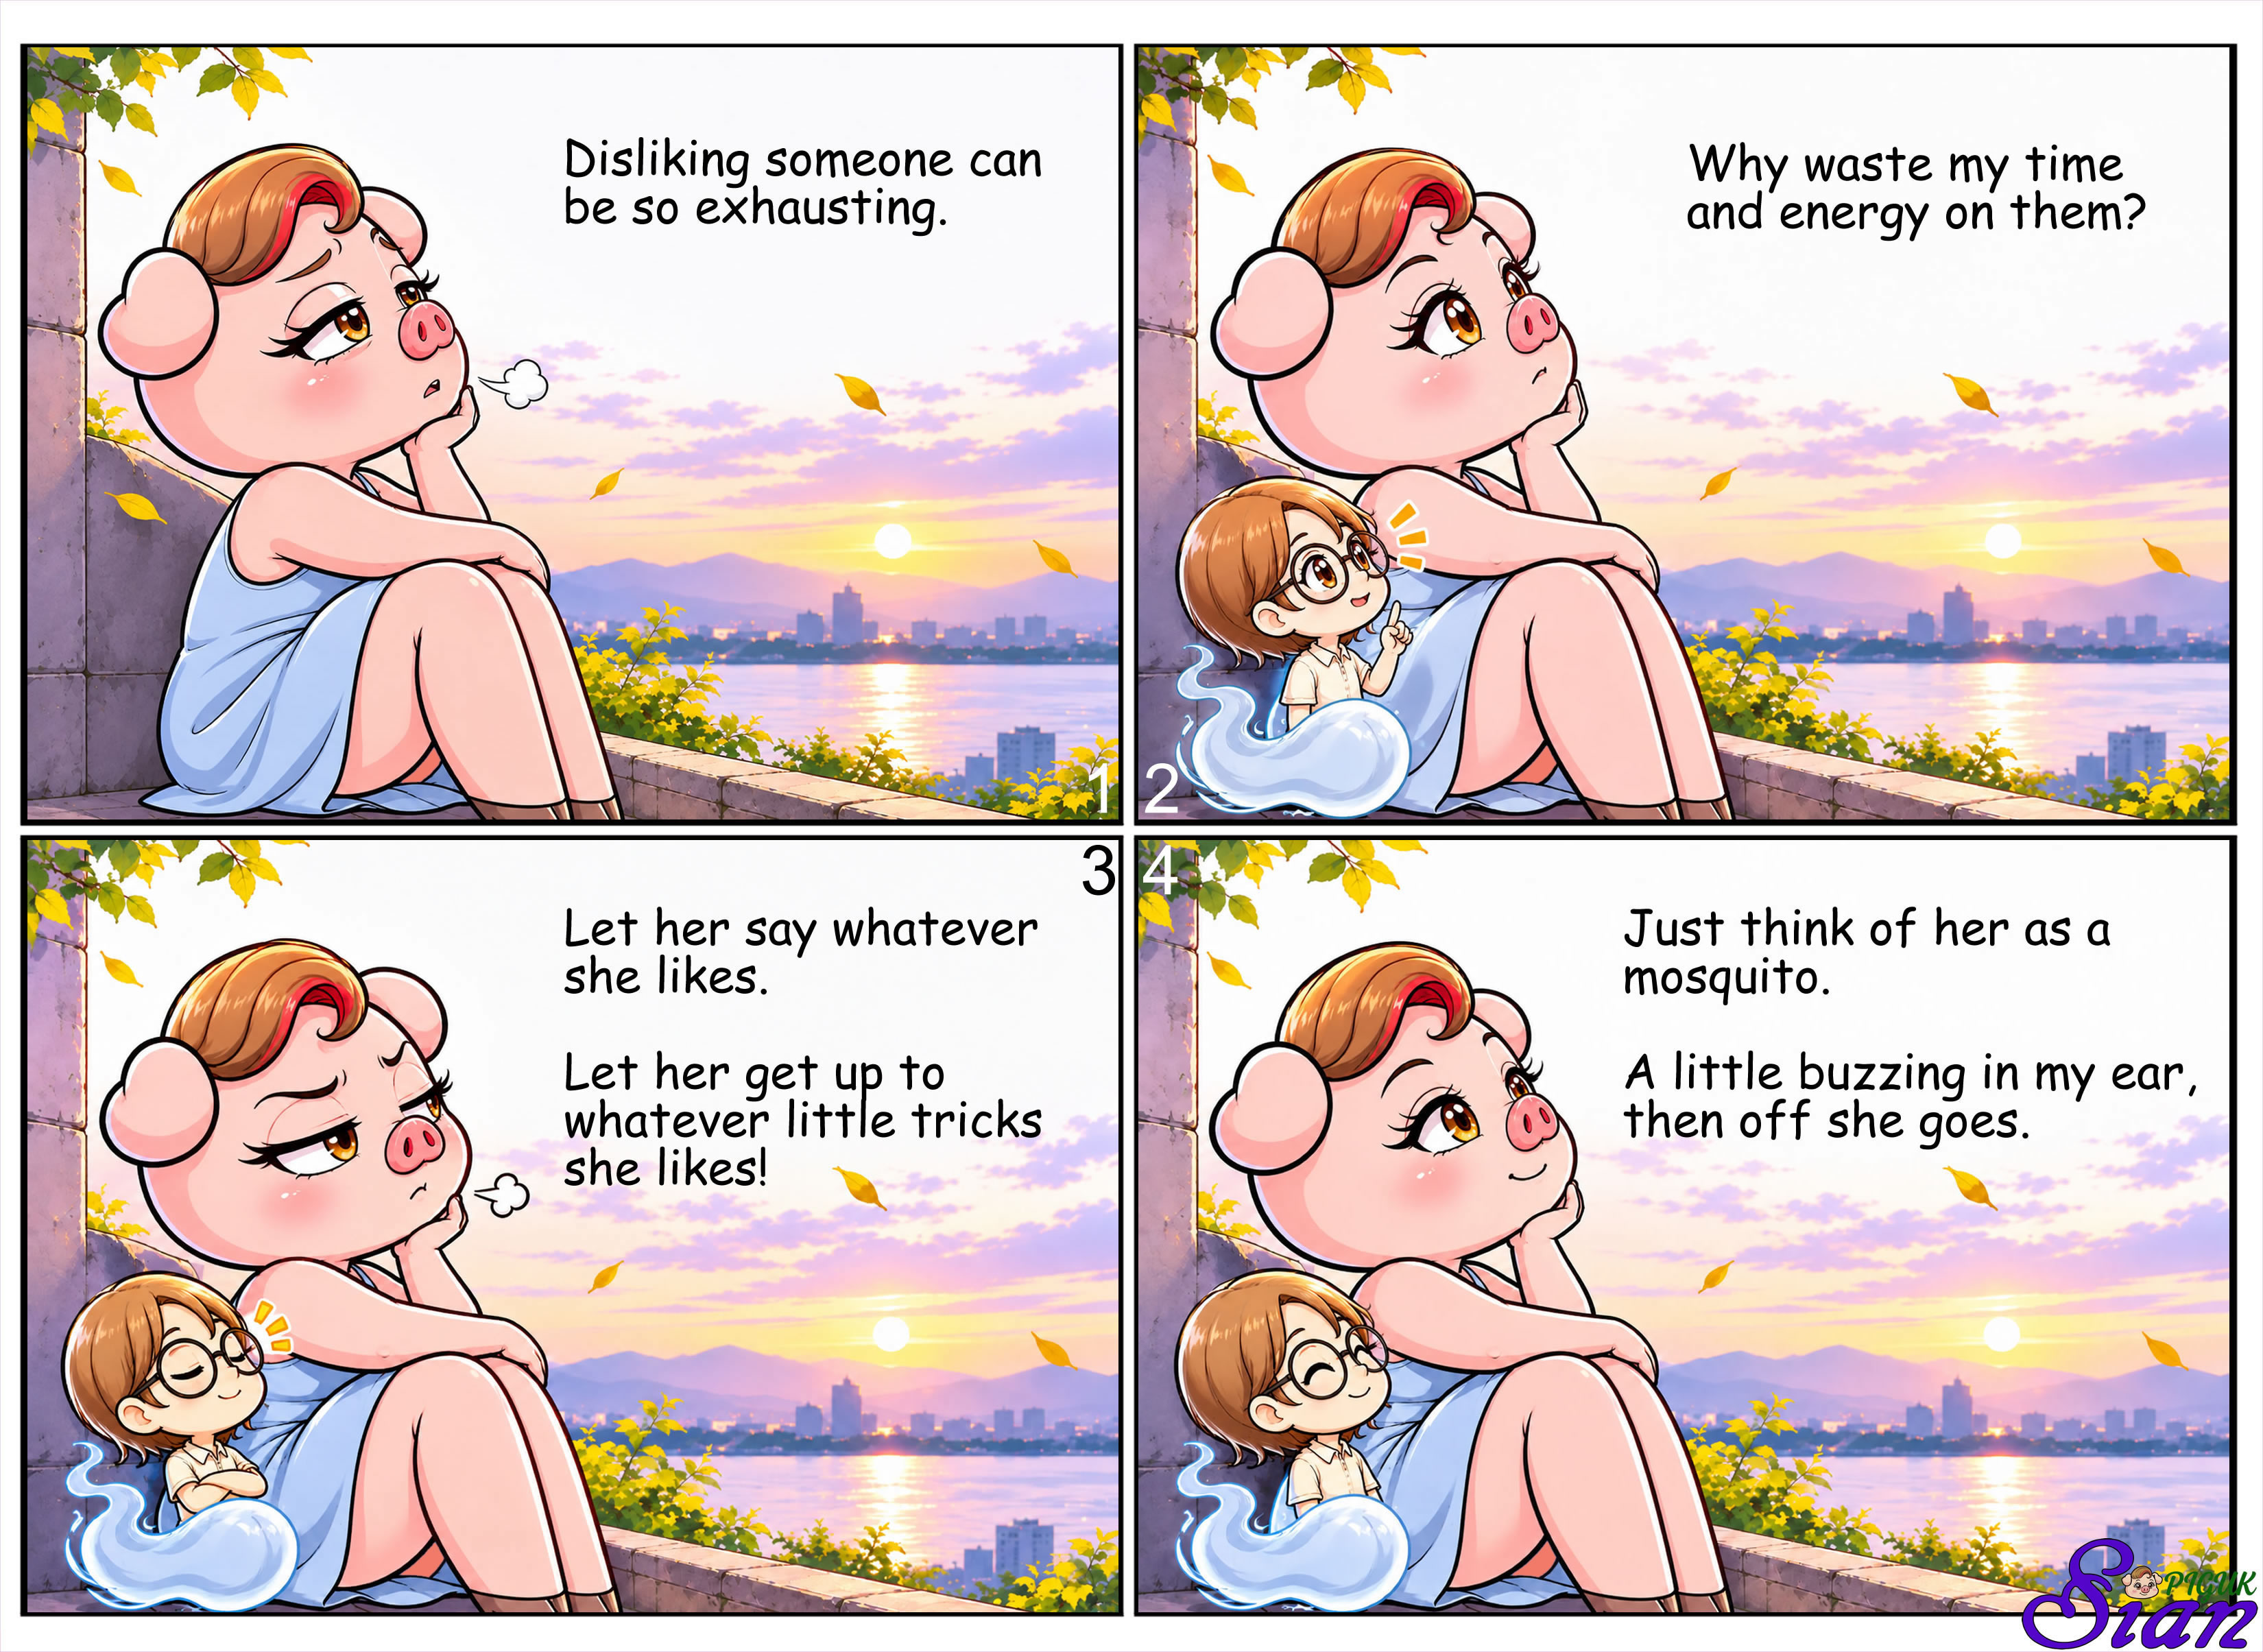 Disliking someone can
be so exhausting.
1
Why waste my time
and energy on them?
2
3
Let her say whatever
she likes.
Let her get up to
whatever little tricks
she likes!
4
Just think of her as a
mosquito.
A little buzzing in my ear,
then off she goes.
PIGUK
Sian